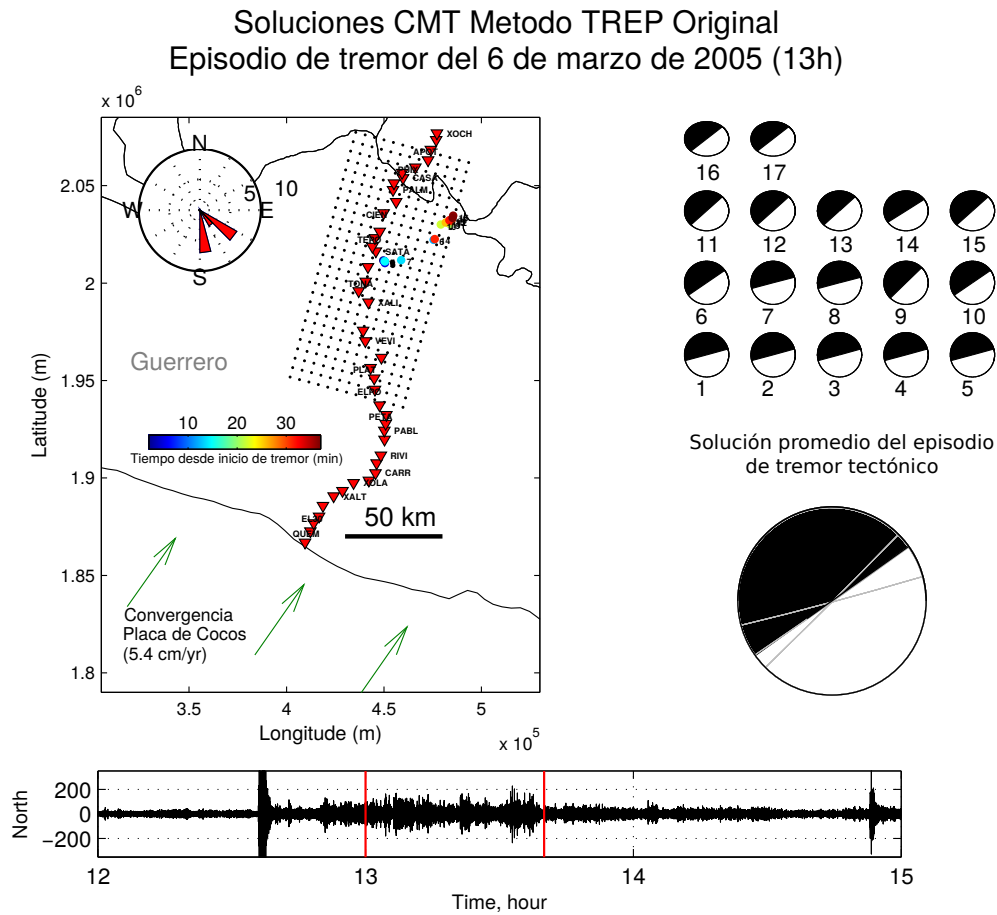 Soluciones CMT Metodo TREP Original
Episodio de tremor del 6 de marzo de 2005 (13h)
x 10^6
N
W
E
S
5
10
XOCH
CASA
PALM
SATA
XALI
VEVI
PABL
RIVI
CARR
XALT
QUEM
7
2.05
2
1.95
1.9
1.85
1.8
Latitude (m)
Guerrero
10 20 30
Tiempo desde inicio de tremor (min)
50 km
Convergencia
Placa de Cocos
(5.4 cm/yr)
3.5 4 4.5 5
Longitude (m)
x 10^5
16 17
11 12 13 14 15
6 7 8 9 10
1 2 3 4 5
Solución promedio del episodio
de tremor tectónico
North
200
0
−200
12 13 14 15
Time, hour